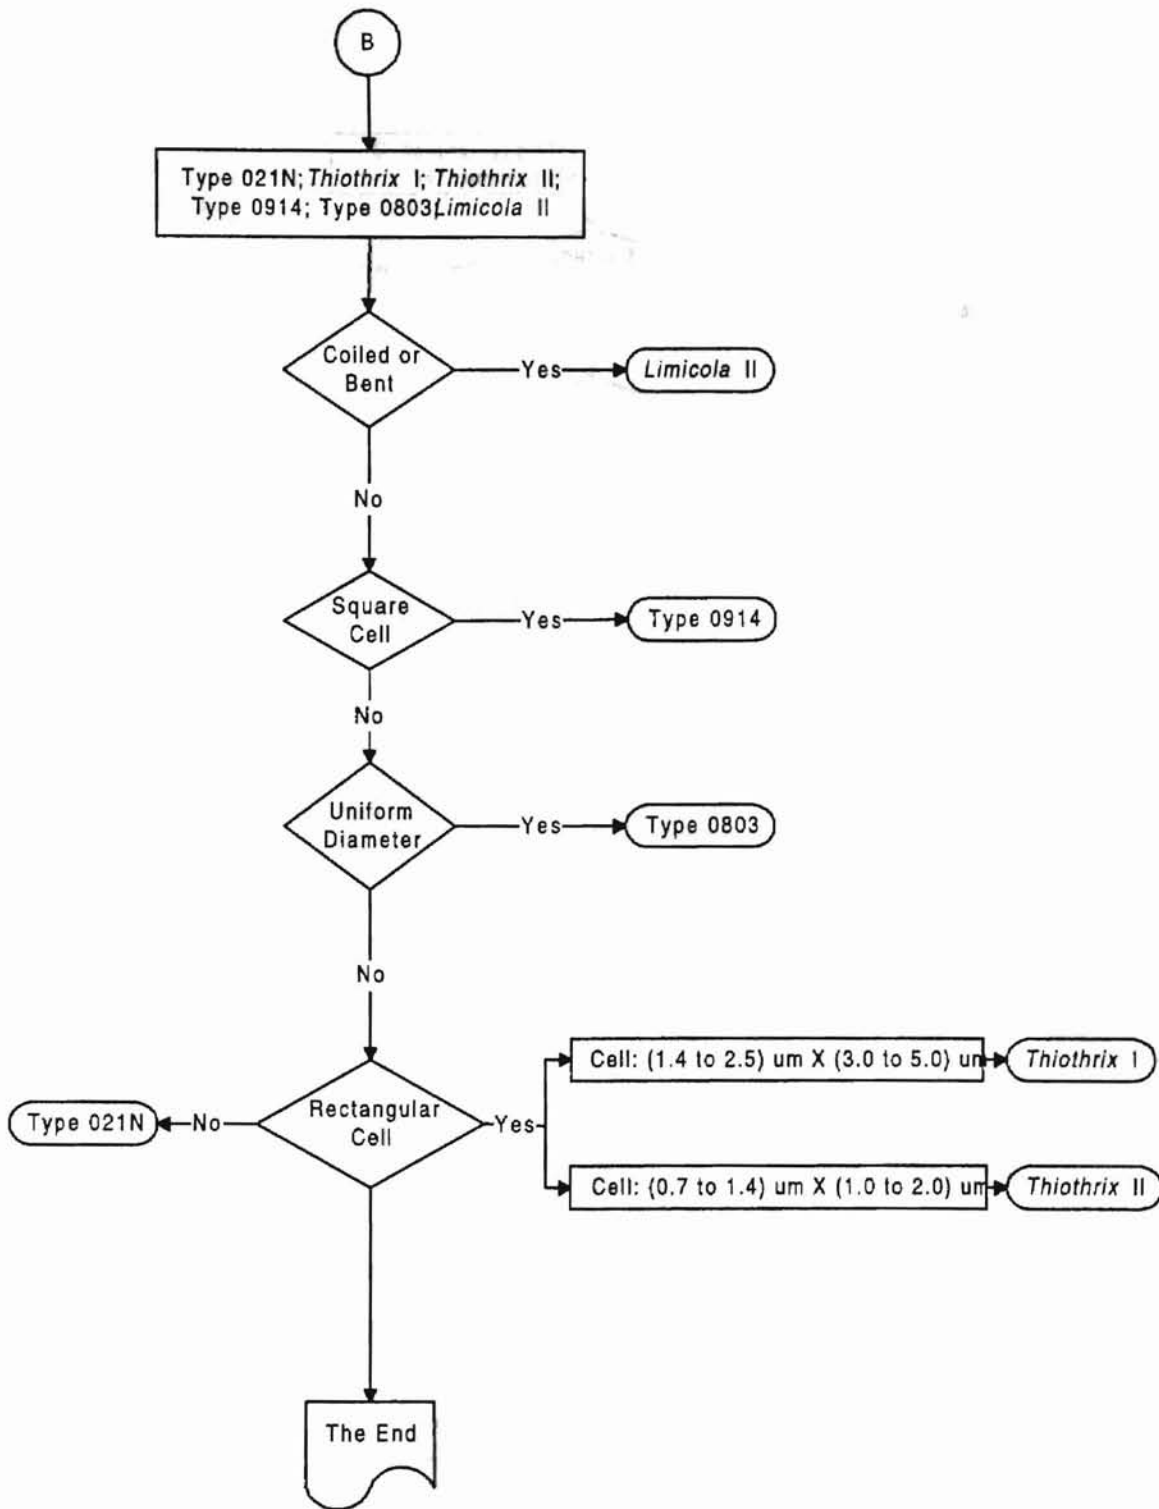 B
Type 021N; Thiothrix I; Thiothrix II;
Type 0914; Type 0803; Limicola II
Coiled or
Bent
Yes
Limicola II
No
Square
Cell
Yes
Type 0914
No
Uniform
Diameter
Yes
Type 0803
No
Cell: (1.4 to 2.5) um X (3.0 to 5.0) um
Thiothrix I
Type 021N
No
Rectangular
Cell
Yes
Cell: (0.7 to 1.4) um X (1.0 to 2.0) um
Thiothrix II
The End